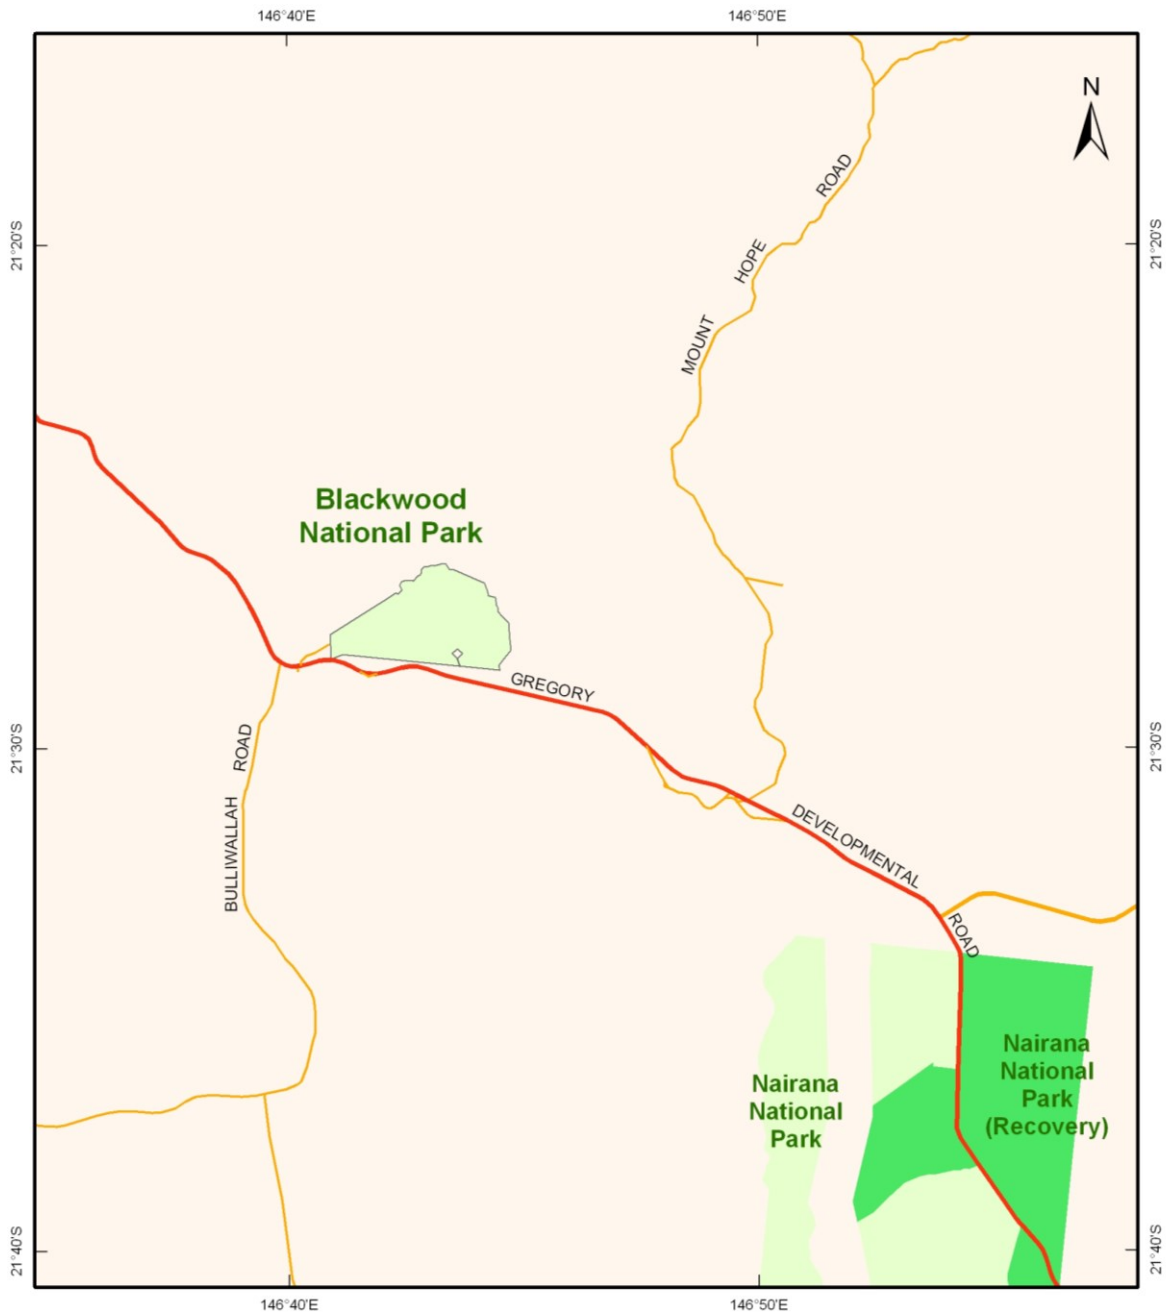 146°40'E
146°50'E
N
ROAD
21°20'S
21°20'S
HOPE
MOUNT
Blackwood
National Park
GREGORY
ROAD
21°30'S
21°30'S
BULLIWALLAH
DEVELOPMENTAL
ROAD
Nairana
National
Park
(Recovery)
Nairana
National
Park
21°40'S
21°40'S
146°40'E
146°50'E